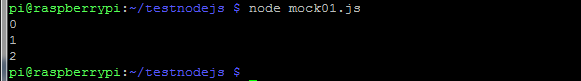 pi@raspberrypi:~/testnodejs $ node mock01.js
0
1
2
pi@raspberrypi:~/testnodejs $